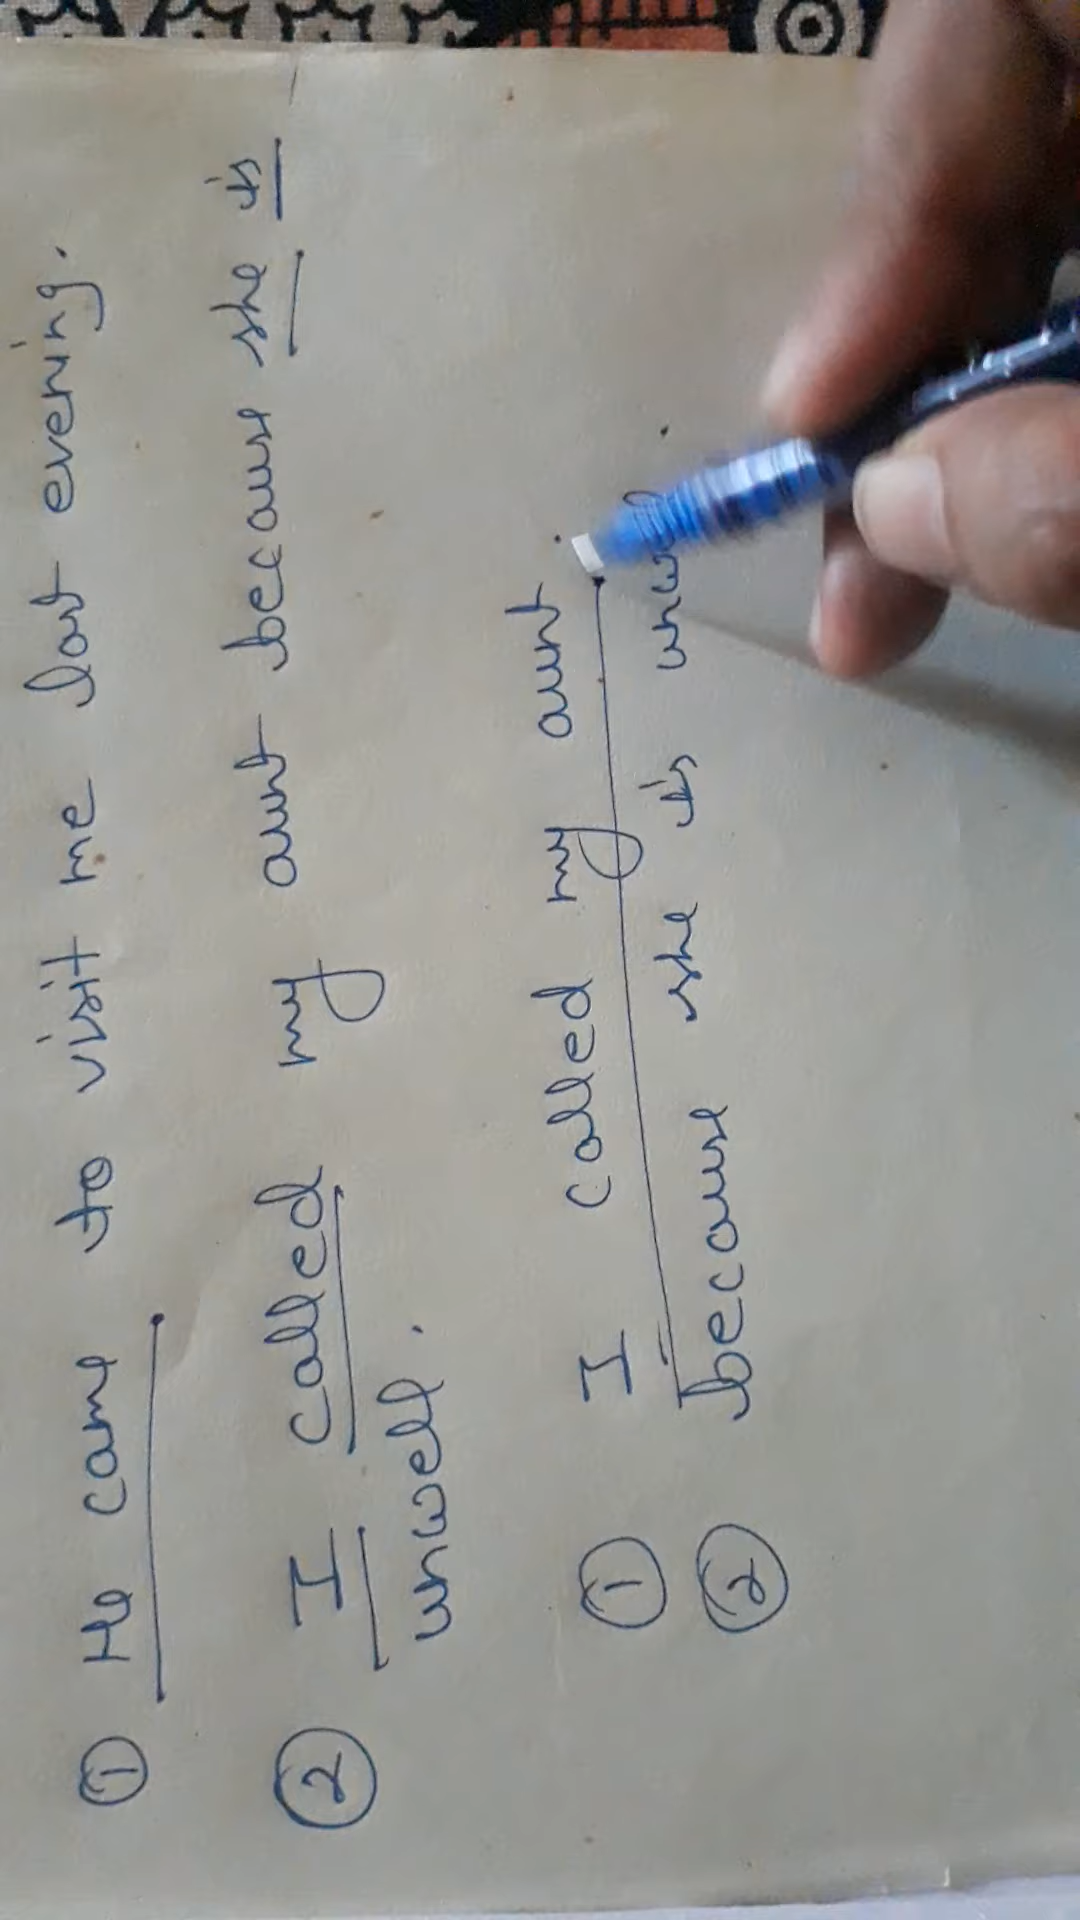 ① He came to visit me last evening.
② I called my aunt because she is
unwell.
① I called my aunt.
② because she is